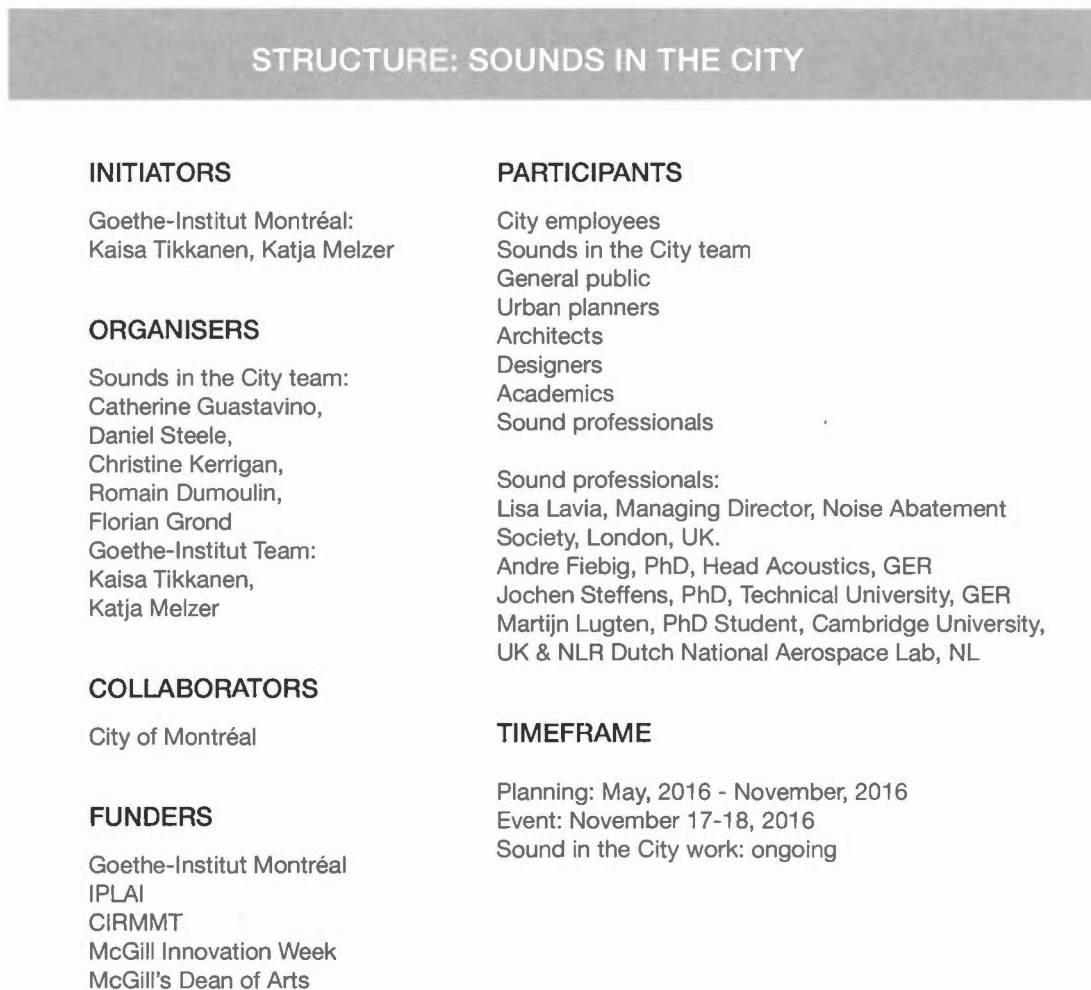 STRUCTURE: SOUNDS IN THE CITY
INITIATORS
Goethe-Institut Montréal:
Kaisa Tikkanen, Katja Melzer
ORGANISERS
Sounds in the City team:
Catherine Guastavino,
Daniel Steele,
Christine Kerrigan,
Romain Dumoulin,
Florian Grond
Goethe-Institut Team:
Kaisa Tikkanen,
Katja Melzer
COLLABORATORS
City of Montréal
FUNDERS
Goethe-Institut Montréal
IPLAI
CIRMMT
McGill Innovation Week
McGill's Dean of Arts
PARTICIPANTS
City employees
Sounds in the City team
General public
Urban planners
Architects
Designers
Academics
Sound professionals
Sound professionals:
Lisa Lavia, Managing Director, Noise Abatement
Society, London, UK.
Andre Fiebig, PhD, Head Acoustics, GER
Jochen Steffens, PhD, Technical University, GER
Martijn Lugten, PhD Student, Cambridge University,
UK & NLR Dutch National Aerospace Lab, NL
TIMEFRAME
Planning: May, 2016 - November, 2016
Event: November 17-18, 2016
Sound in the City work: ongoing